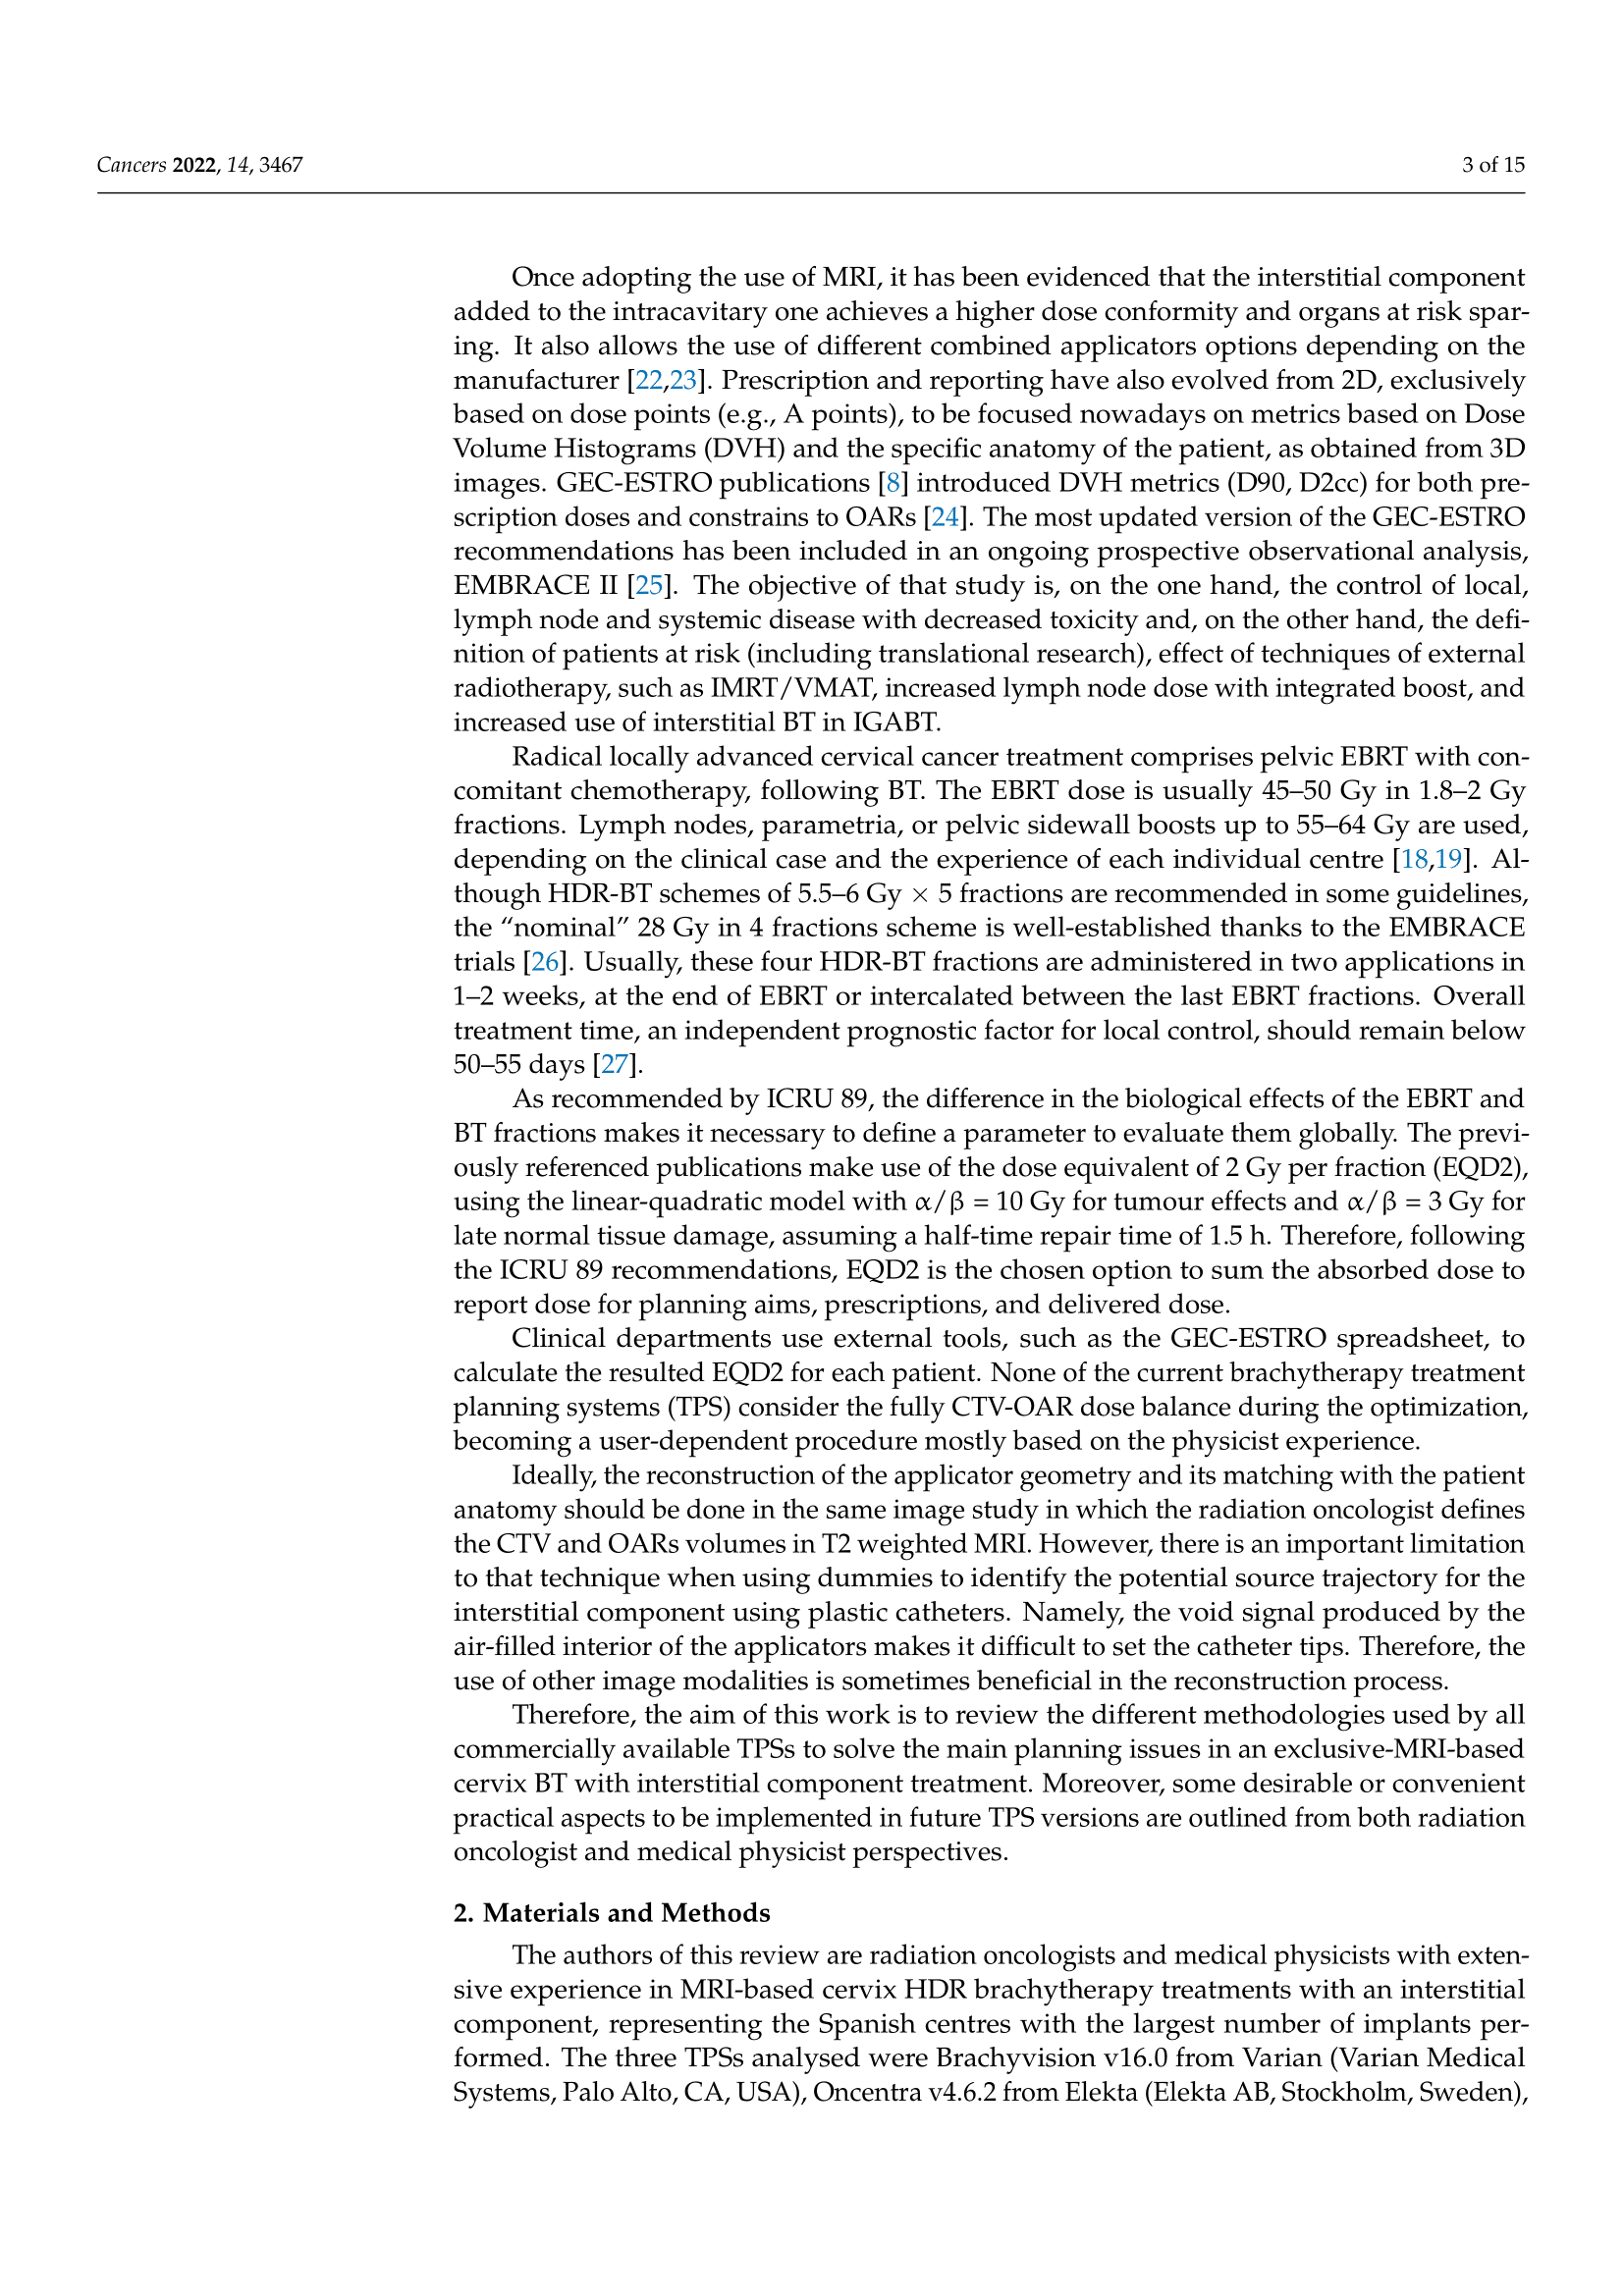 Cancers 2022, 14, 3467
3 of 15
Once adopting the use of MRI, it has been evidenced that the interstitial component
added to the intracavitary one achieves a higher dose conformity and organs at risk spar-
ing. It also allows the use of different combined applicators options depending on the
manufacturer [22,23]. Prescription and reporting have also evolved from 2D, exclusively
based on dose points (e.g., A points), to be focused nowadays on metrics based on Dose
Volume Histograms (DVH) and the specific anatomy of the patient, as obtained from 3D
images. GEC-ESTRO publications [8] introduced DVH metrics (D90, D2cc) for both pre-
scription doses and constrains to OARs [24]. The most updated version of the GEC-ESTRO
recommendations has been included in an ongoing prospective observational analysis,
EMBRACE II [25]. The objective of that study is, on the one hand, the control of local,
lymph node and systemic disease with decreased toxicity and, on the other hand, the defi-
nition of patients at risk (including translational research), effect of techniques of external
radiotherapy, such as IMRT/VMAT, increased lymph node dose with integrated boost, and
increased use of interstitial BT in IGABT.
Radical locally advanced cervical cancer treatment comprises pelvic EBRT with con-
comitant chemotherapy, following BT. The EBRT dose is usually 45–50 Gy in 1.8–2 Gy
fractions. Lymph nodes, parametria, or pelvic sidewall boosts up to 55–64 Gy are used,
depending on the clinical case and the experience of each individual centre [18,19]. Al-
though HDR-BT schemes of 5.5–6 Gy × 5 fractions are recommended in some guidelines,
the “nominal” 28 Gy in 4 fractions scheme is well-established thanks to the EMBRACE
trials [26]. Usually, these four HDR-BT fractions are administered in two applications in
1–2 weeks, at the end of EBRT or intercalated between the last EBRT fractions. Overall
treatment time, an independent prognostic factor for local control, should remain below
50–55 days [27].
As recommended by ICRU 89, the difference in the biological effects of the EBRT and
BT fractions makes it necessary to define a parameter to evaluate them globally. The previ-
ously referenced publications make use of the dose equivalent of 2 Gy per fraction (EQD2),
using the linear-quadratic model with α/β = 10 Gy for tumour effects and α/β = 3 Gy for
late normal tissue damage, assuming a half-time repair time of 1.5 h. Therefore, following
the ICRU 89 recommendations, EQD2 is the chosen option to sum the absorbed dose to
report dose for planning aims, prescriptions, and delivered dose.
Clinical departments use external tools, such as the GEC-ESTRO spreadsheet, to
calculate the resulted EQD2 for each patient. None of the current brachytherapy treatment
planning systems (TPS) consider the fully CTV-OAR dose balance during the optimization,
becoming a user-dependent procedure mostly based on the physicist experience.
Ideally, the reconstruction of the applicator geometry and its matching with the patient
anatomy should be done in the same image study in which the radiation oncologist defines
the CTV and OARs volumes in T2 weighted MRI. However, there is an important limitation
to that technique when using dummies to identify the potential source trajectory for the
interstitial component using plastic catheters. Namely, the void signal produced by the
air-filled interior of the applicators makes it difficult to set the catheter tips. Therefore, the
use of other image modalities is sometimes beneficial in the reconstruction process.
Therefore, the aim of this work is to review the different methodologies used by all
commercially available TPSs to solve the main planning issues in an exclusive-MRI-based
cervix BT with interstitial component treatment. Moreover, some desirable or convenient
practical aspects to be implemented in future TPS versions are outlined from both radiation
oncologist and medical physicist perspectives.
2. Materials and Methods
The authors of this review are radiation oncologists and medical physicists with exten-
sive experience in MRI-based cervix HDR brachytherapy treatments with an interstitial
component, representing the Spanish centres with the largest number of implants per-
formed. The three TPSs analysed were Brachyvision v16.0 from Varian (Varian Medical
Systems, Palo Alto, CA, USA), Oncentra v4.6.2 from Elekta (Elekta AB, Stockholm, Sweden),